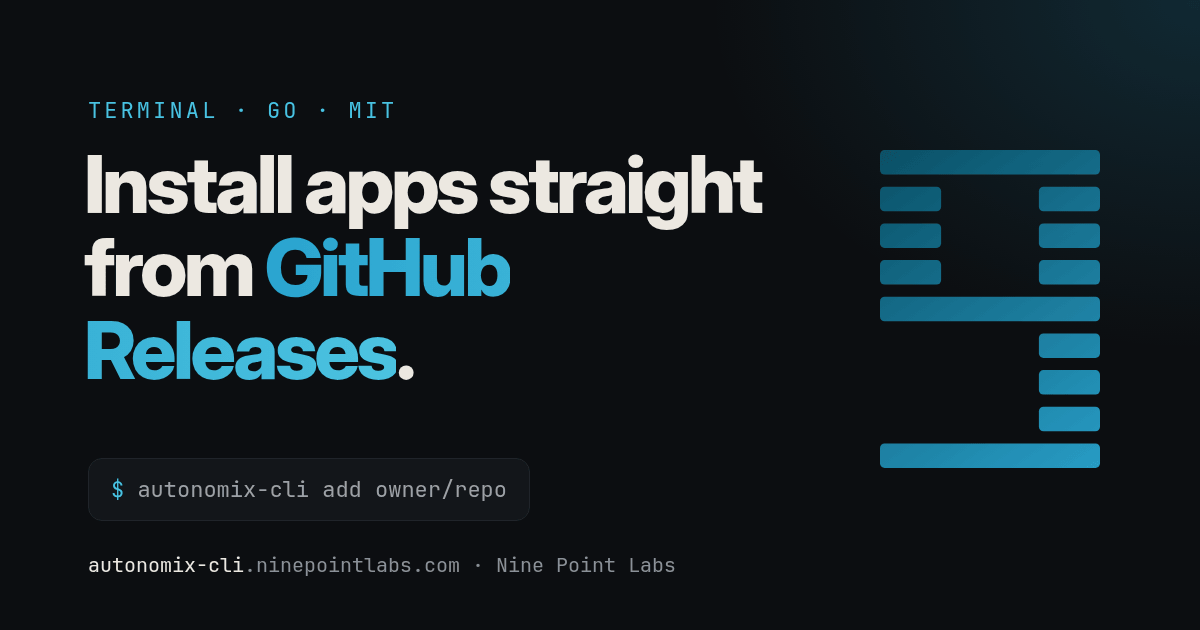 TERMINAL · GO · MIT
Install apps straight
from GitHub
Releases.
$ autonomix-cli add owner/repo
autonomix-cli.ninepointlabs.com · Nine Point Labs